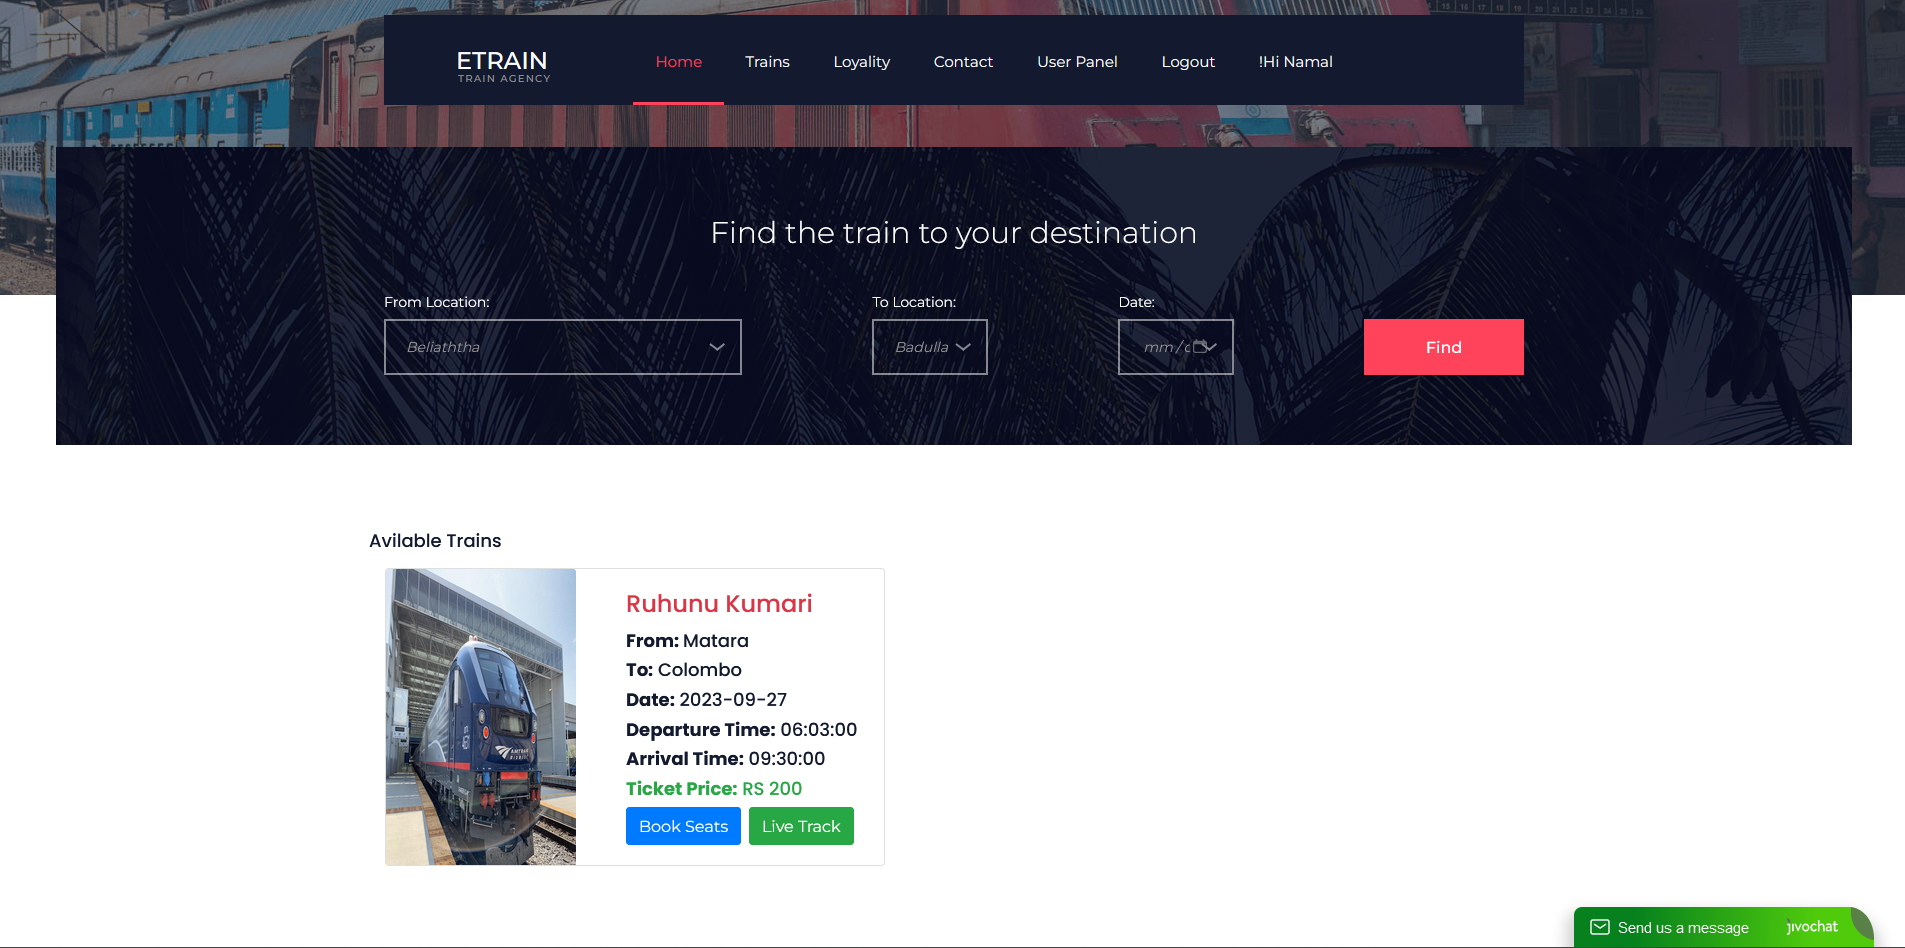 ETRAIN
TRAIN AGENCY
Home
Trains
Loyality
Contact
User Panel
Logout
!Hi Namal
Find the train to your destination
From Location:
To Location:
Date:
Beliaththa
Badulla
mm/
Find
Avilable Trains
Ruhunu Kumari
From: Matara
To: Colombo
Date: 2023-09-27
Departure Time: 06:03:00
Arrival Time: 09:30:00
Ticket Price: RS 200
Book Seats
Live Track
Send us a message
jivochat